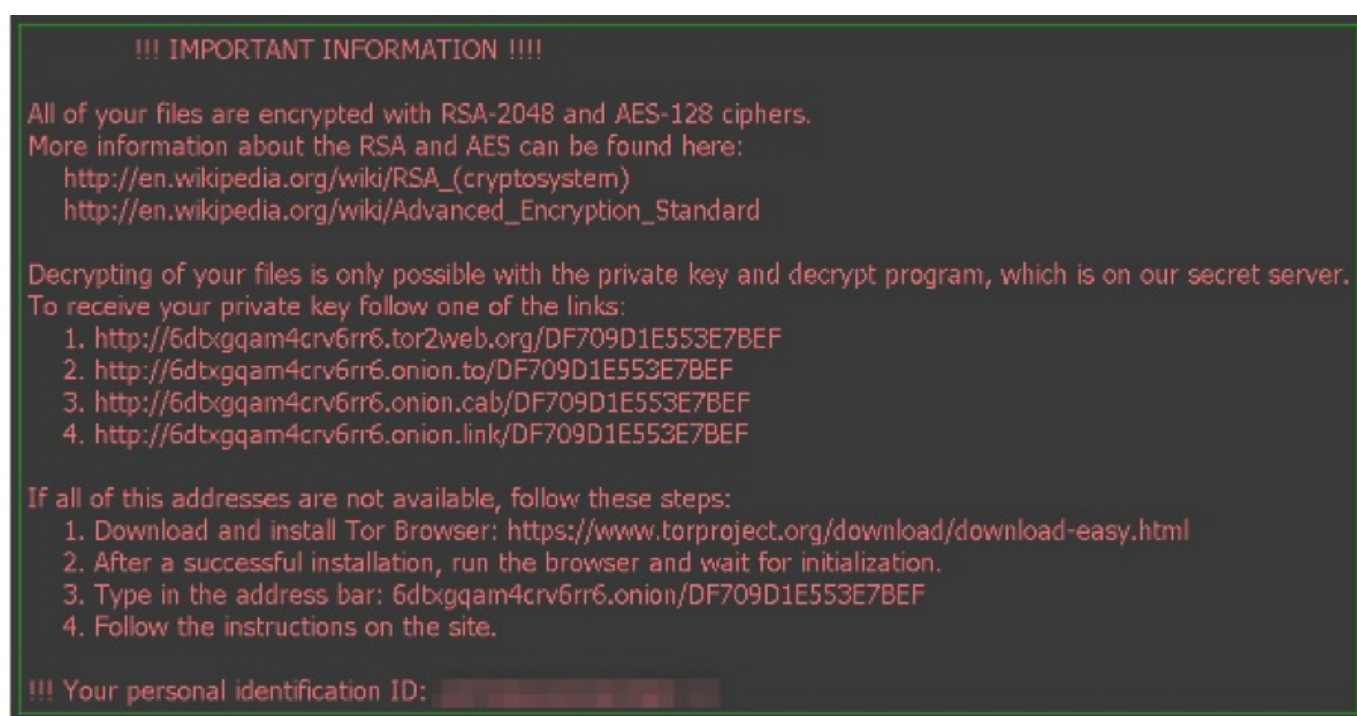 !!! IMPORTANT INFORMATION !!!!
All of your files are encrypted with RSA-2048 and AES-128 ciphers.
More information about the RSA and AES can be found here:
http://en.wikipedia.org/wiki/RSA_(cryptosystem)
http://en.wikipedia.org/wiki/Advanced_Encryption_Standard
Decrypting of your files is only possible with the private key and decrypt program, which is on our secret server.
To receive your private key follow one of the links:
1. http://6dtxgqam4crv6rr6.tor2web.org/DF709D1E553E7BEF
2. http://6dtxgqam4crv6rr6.onion.to/DF709D1E553E7BEF
3. http://6dtxgqam4crv6rr6.onion.cab/DF709D1E553E7BEF
4. http://6dtxgqam4crv6rr6.onion.link/DF709D1E553E7BEF
If all of this addresses are not available, follow these steps:
1. Download and install Tor Browser: https://www.torproject.org/download/download-easy.html
2. After a successful installation, run the browser and wait for initialization.
3. Type in the address bar: 6dtxgqam4crv6rr6.onion/DF709D1E553E7BEF
4. Follow the instructions on the site.
!!! Your personal identification ID: